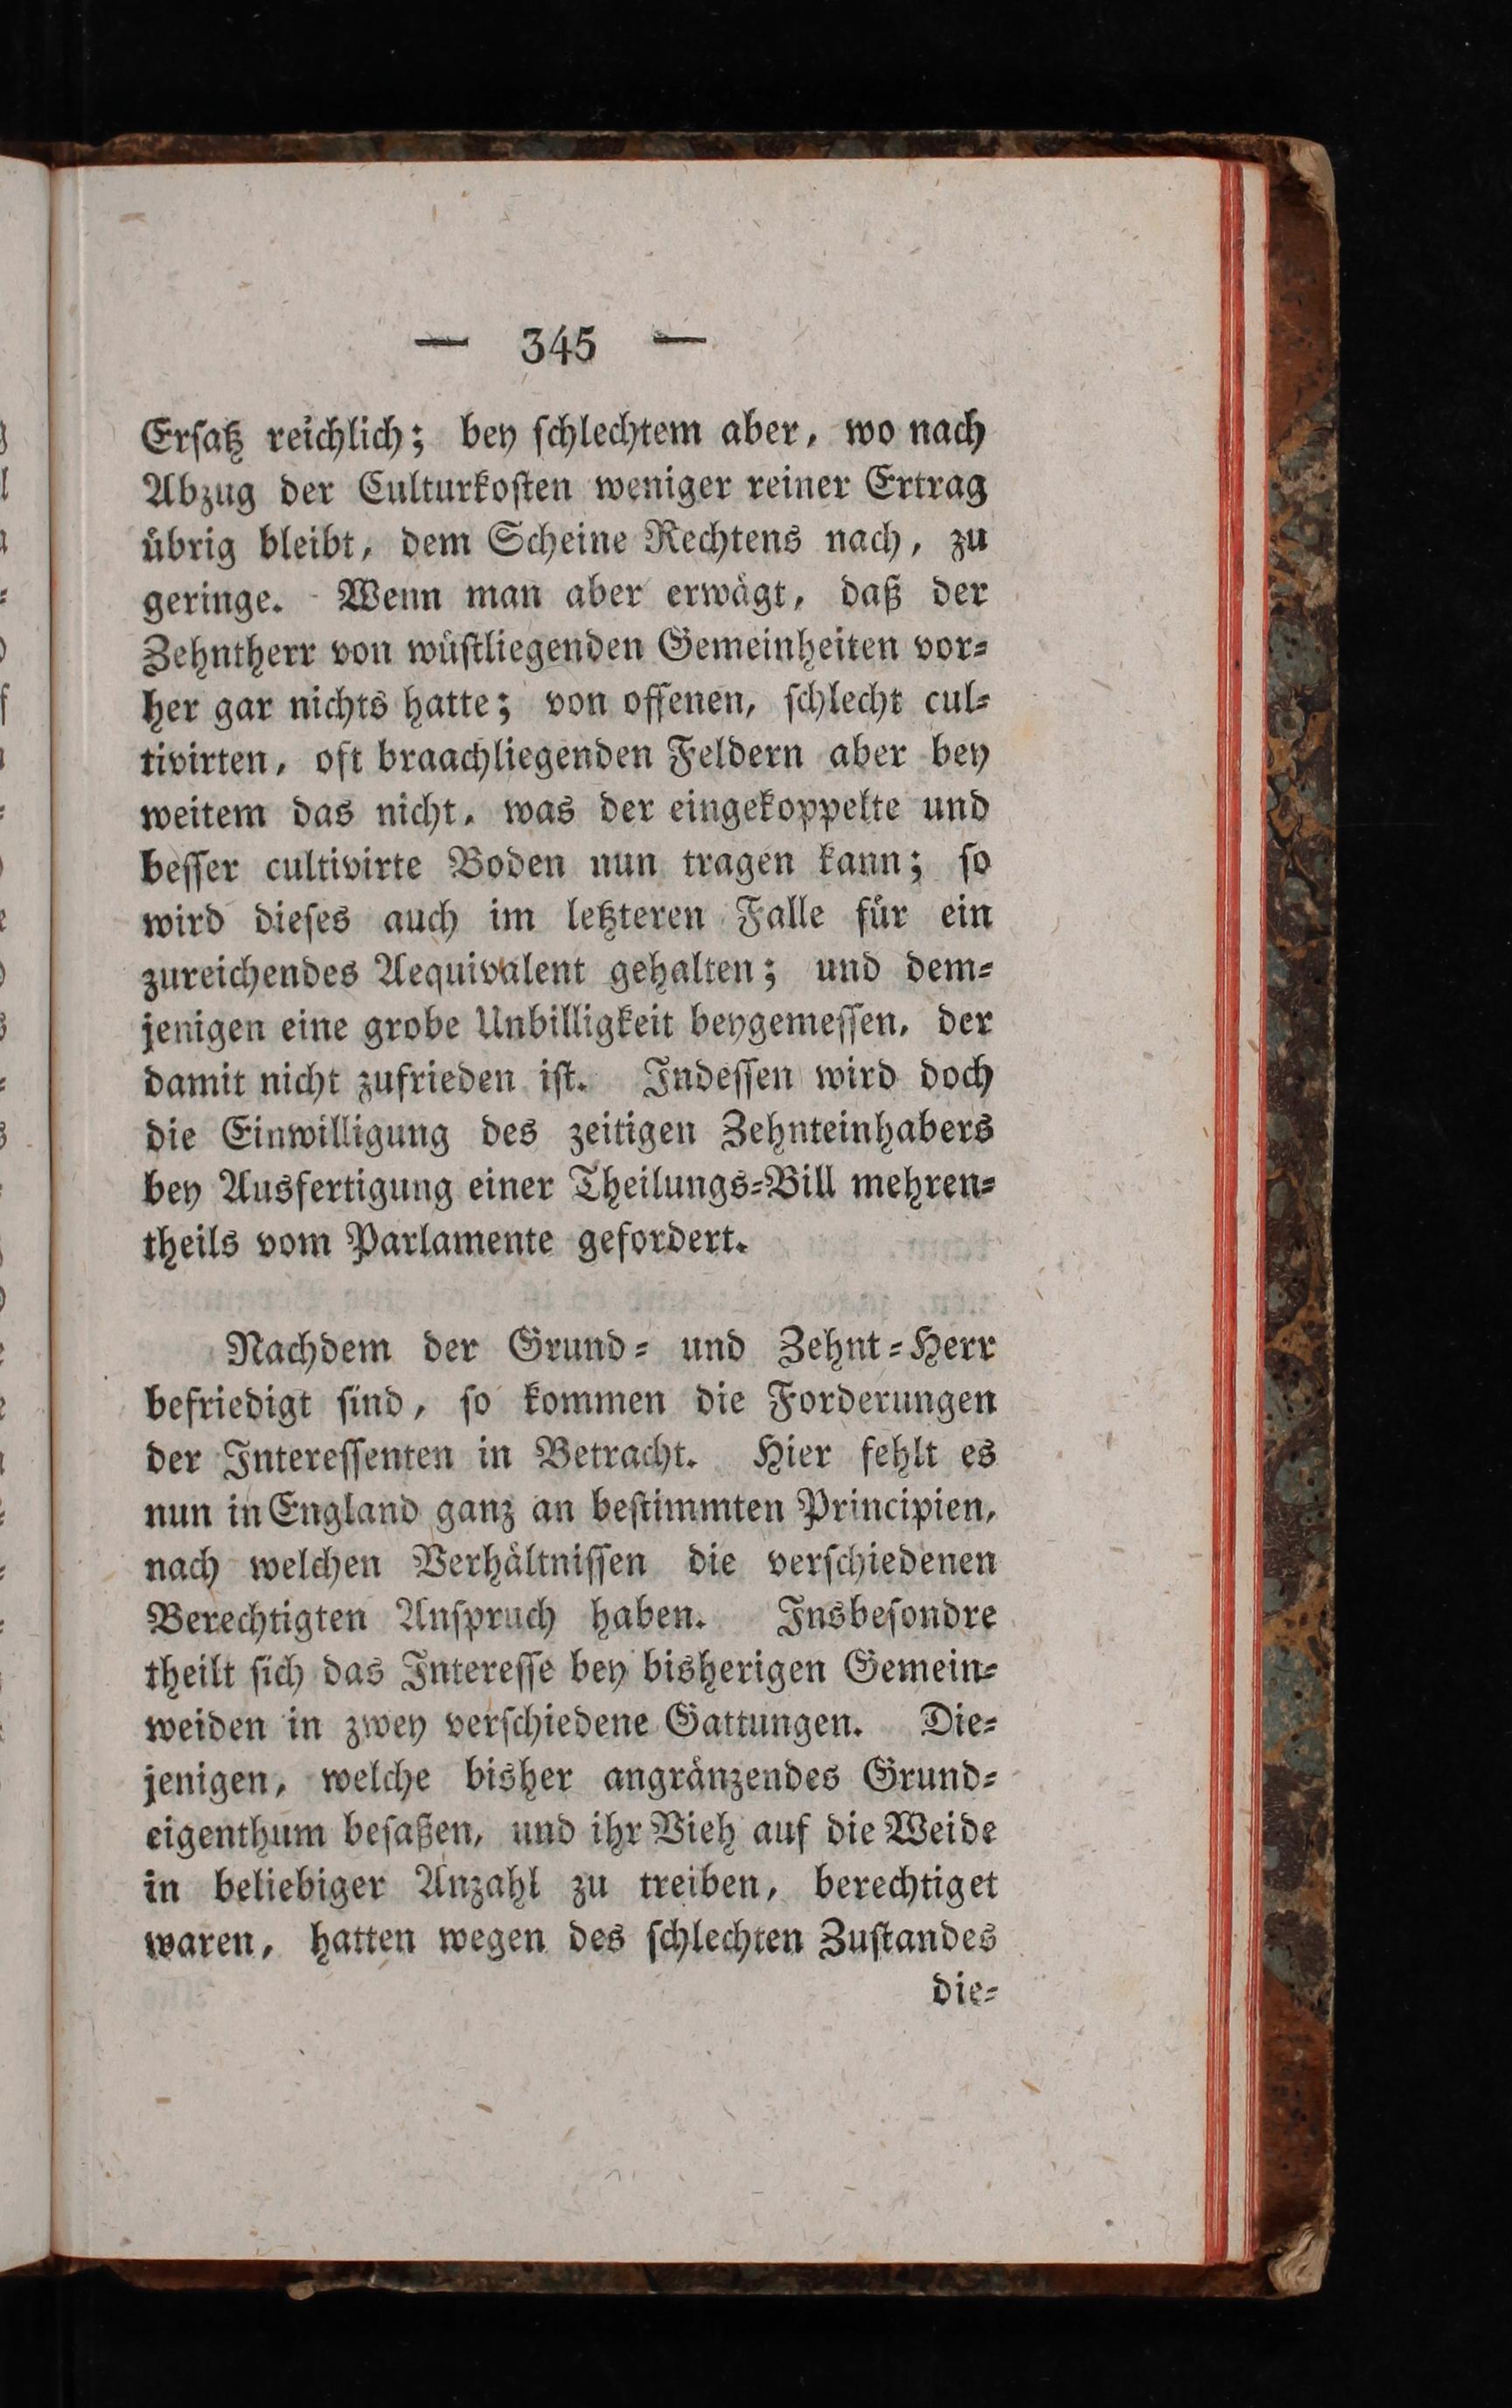 — 345 —
Ersatz reichlich; bey schlechtem aber, wo nach
Abzug der Culturkosten weniger reiner Ertrag
übrig bleibt, dem Scheine Rechtens nach, zu
geringe. Wenn man aber erwägt, daß der
Zehntherr von wüstliegenden Gemeinheiten vor-
her gar nichts hatte; von offenen, schlecht cul-
tivirten, oft braachliegenden Feldern aber bey
weitem das nicht, was der eingekoppelte und
besser cultivirte Boden nun tragen kann; so
wird dieses auch im letzteren Falle für ein
zureichendes Aequivalent gehalten; und dem-
jenigen eine grobe Unbilligkeit beygemessen, der
damit nicht zufrieden ist. Indessen wird doch
die Einwilligung des zeitigen Zehnteinhabers
bey Ausfertigung einer Theilungs-Bill mehren-
theils vom Parlamente gefordert.
Nachdem der Grund- und Zehnt-Herr
befriedigt sind, so kommen die Forderungen
der Interessenten in Betracht. Hier fehlt es
nun in England ganz an bestimmten Principien,
nach welchen Verhältnissen die verschiedenen
Berechtigten Anspruch haben. Insbesondre
theilt sich das Interesse bey bisherigen Gemein-
weiden in zwey verschiedene Gattungen. Die-
jenigen, welche bisher angränzendes Grund-
eigenthum besaßen, und ihr Vieh auf die Weide
in beliebiger Anzahl zu treiben, berechtiget
waren, hatten wegen des schlechten Zustandes
die-